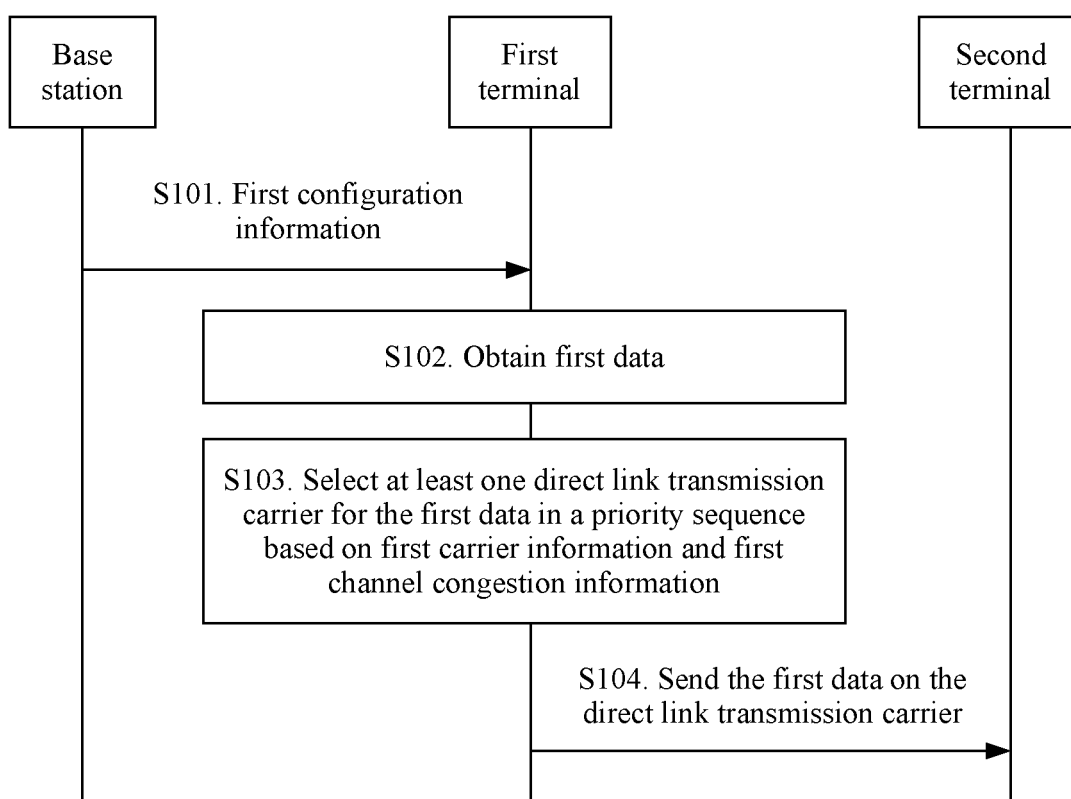 Base
station
First
terminal
Second
terminal
S101. First configuration
information
S102. Obtain first data
S103. Select at least one direct link transmission
carrier for the first data in a priority sequence
based on first carrier information and first
channel congestion information
S104. Send the first data on the
direct link transmission carrier